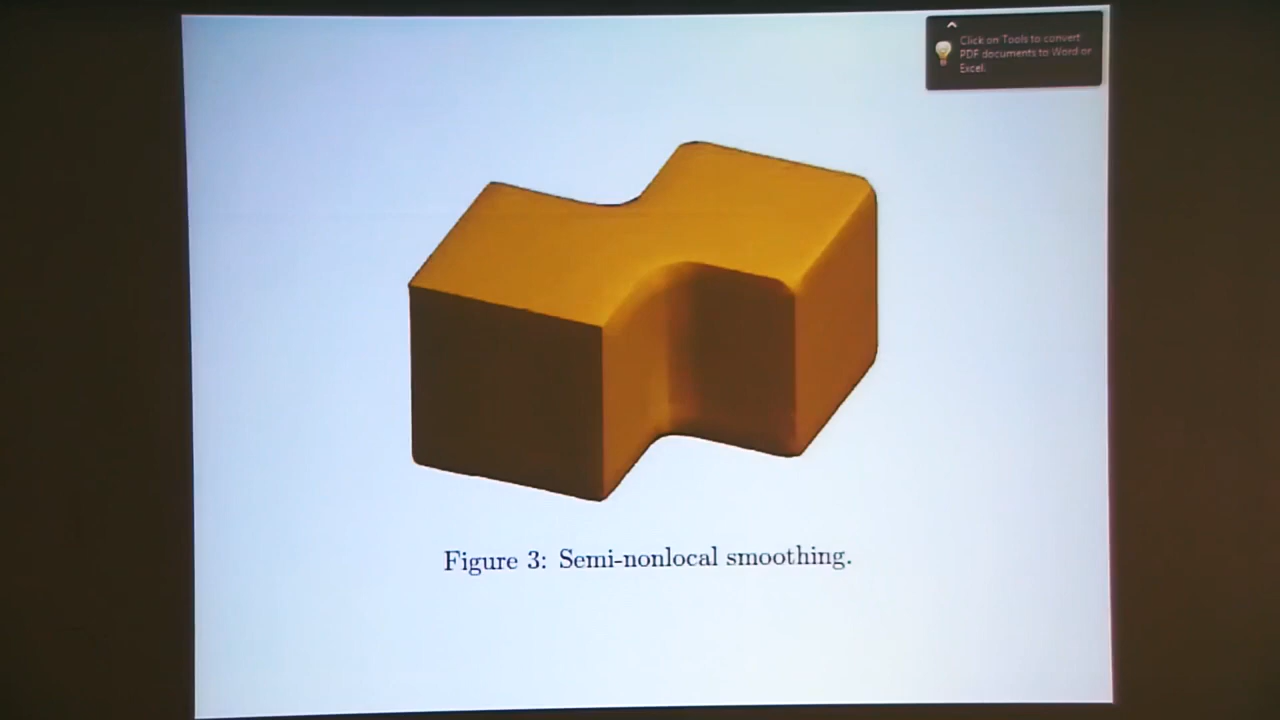 Click on Tools to convert
PDF documents to Word or
Excel.
Figure 3: Semi-nonlocal smoothing.